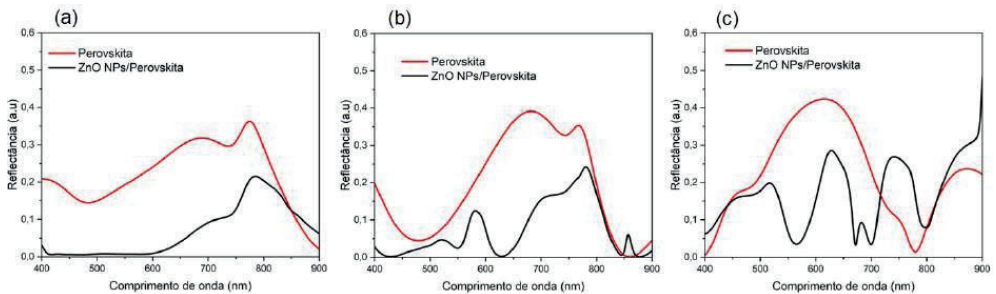 (a)
0,6
0,5
0,4
0,3
0,2
0,1
0,0
Reflectância (a.u)
Perovskita
ZnO NPs/Perovskita
400 500 600 700 800 900
Comprimento de onda (nm)
(b)
0,6
0,5
0,4
0,3
0,2
0,1
0,0
Reflectância (a.u)
Perovskita
ZnO NPs/Perovskita
400 500 600 700 800 900
Comprimento de onda (nm)
(c)
0,6
0,5
0,4
0,3
0,2
0,1
0,0
Reflectância (a.u)
Perovskita
ZnO NPs/Perovskita
400 500 600 700 800 900
Comprimento de onda (nm)